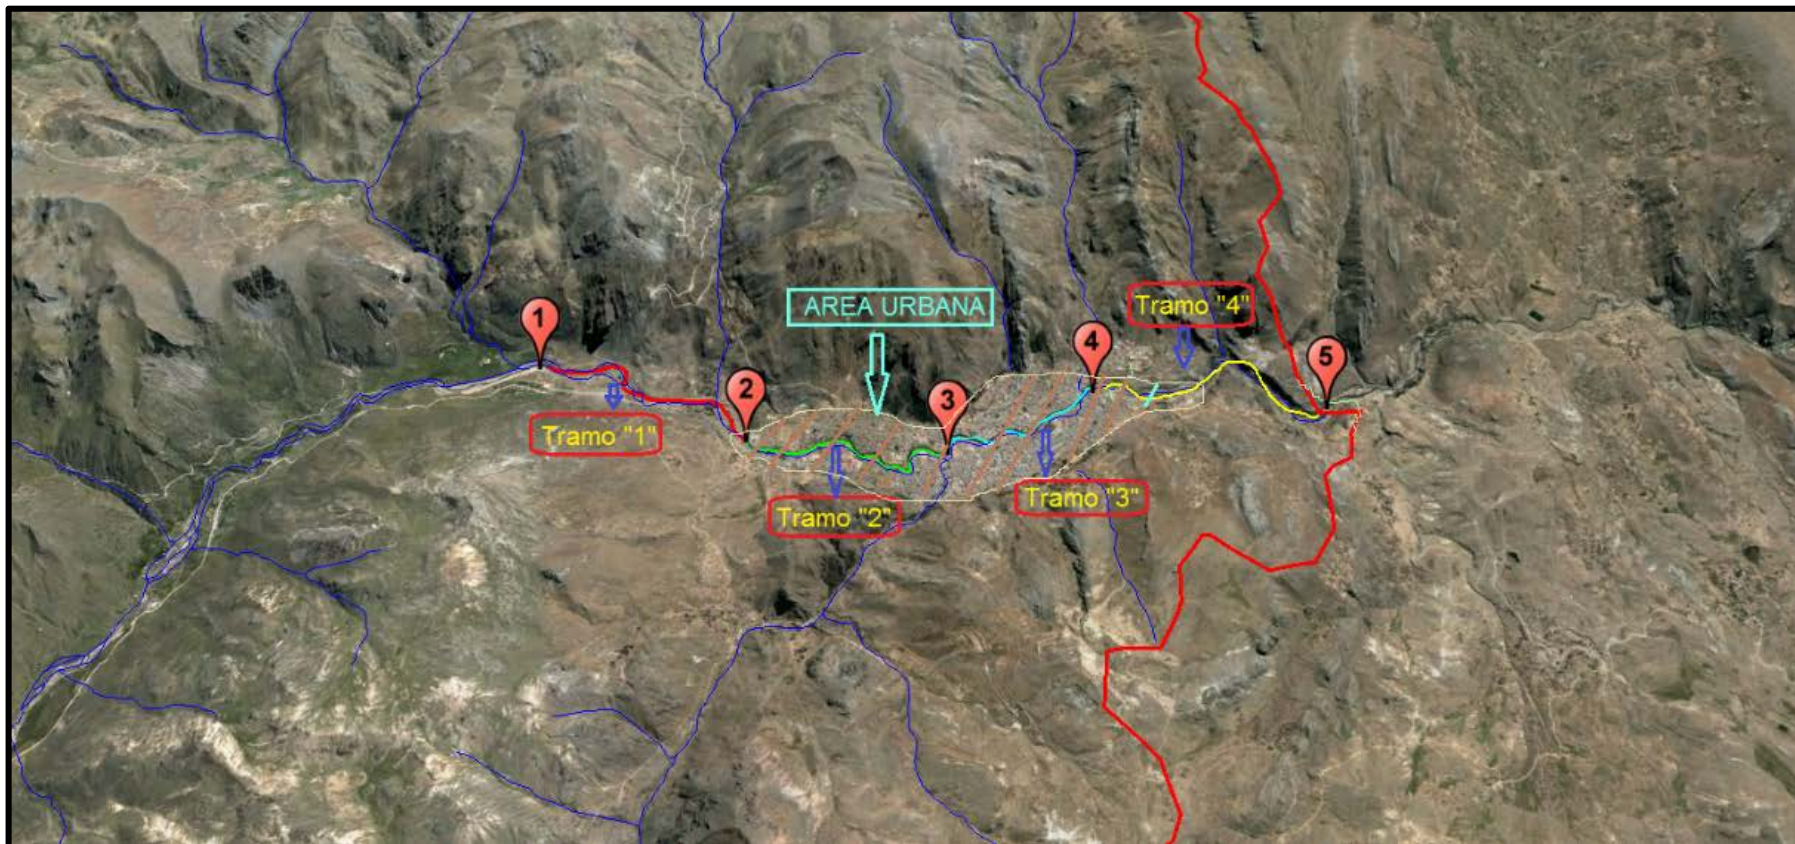 AREA URBANA
Tramo "4"
1
4
5
2
3
Tramo "1"
Tramo "3"
Tramo "2"